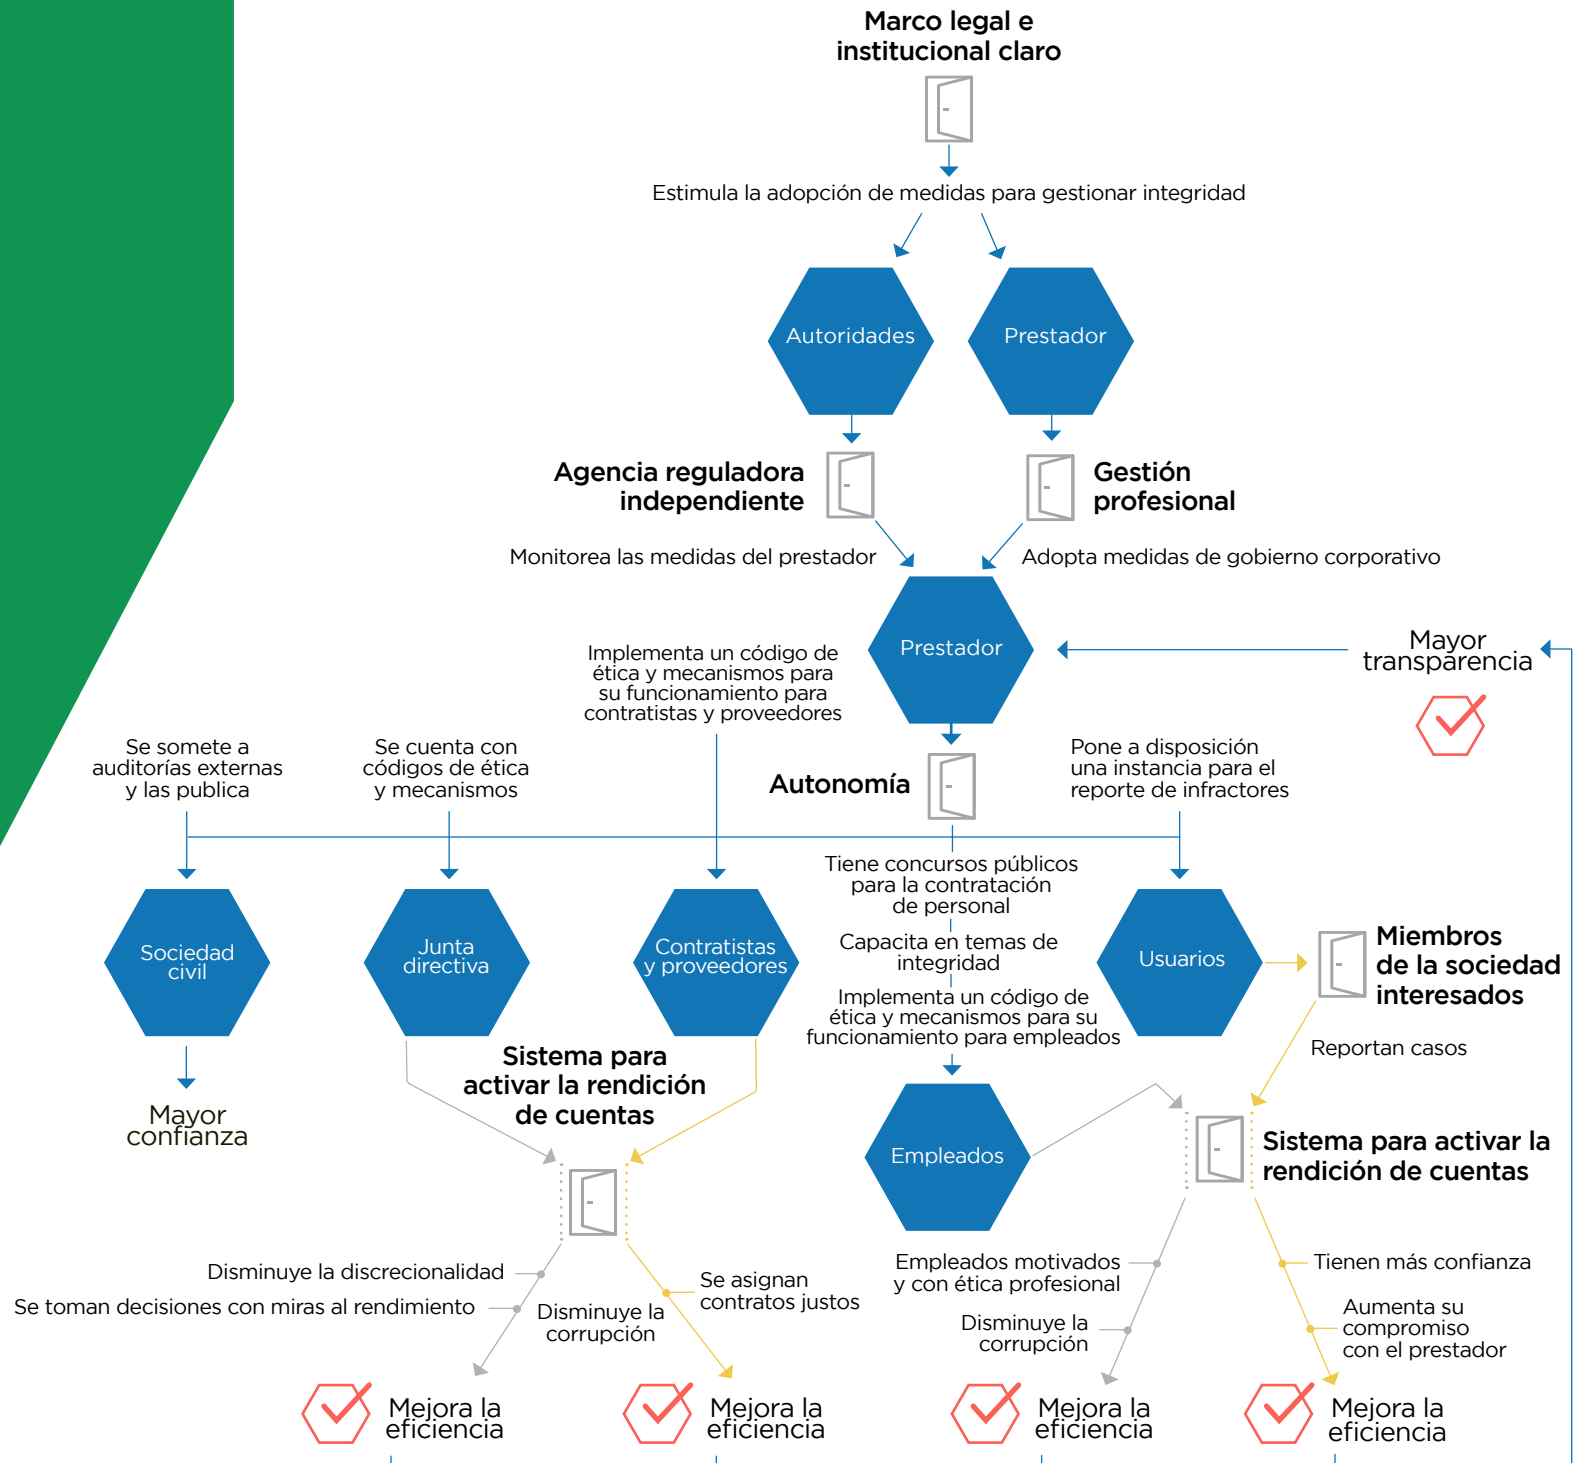 Marco legal e
institucional claro
Estimula la adopción de medidas para gestionar integridad
Autoridades
Prestador
Agencia reguladora
independiente
Gestión
profesional
Monitorea las medidas del prestador
Adopta medidas de gobierno corporativo
Prestador
Mayor
transparencia
Implementa un código de
ética y mecanismos para
su funcionamiento para
contratistas y proveedores
Se somete a
auditorías externas
y las publica
Se cuenta con
códigos de ética
y mecanismos
Autonomía
Pone a disposición
una instancia para el
reporte de infractores
Tiene concursos públicos
para la contratación
de personal
Capacita en temas de
integridad
Implementa un código de
ética y mecanismos para su
funcionamiento para empleados
Sociedad
civil
Junta
directiva
Contratistas
y proveedores
Usuarios
Miembros
de la sociedad
interesados
Reportan casos
Mayor
confianza
Sistema para
activar la rendición
de cuentas
Empleados
Sistema para activar la
rendición de cuentas
Disminuye la discrecionalidad
Se toman decisiones con miras al rendimiento
Disminuye la
corrupción
Se asignan
contratos justos
Empleados motivados
y con ética profesional
Disminuye la
corrupción
Tienen más confianza
Aumenta su
compromiso
con el prestador
Mejora la
eficiencia
Mejora la
eficiencia
Mejora la
eficiencia
Mejora la
eficiencia